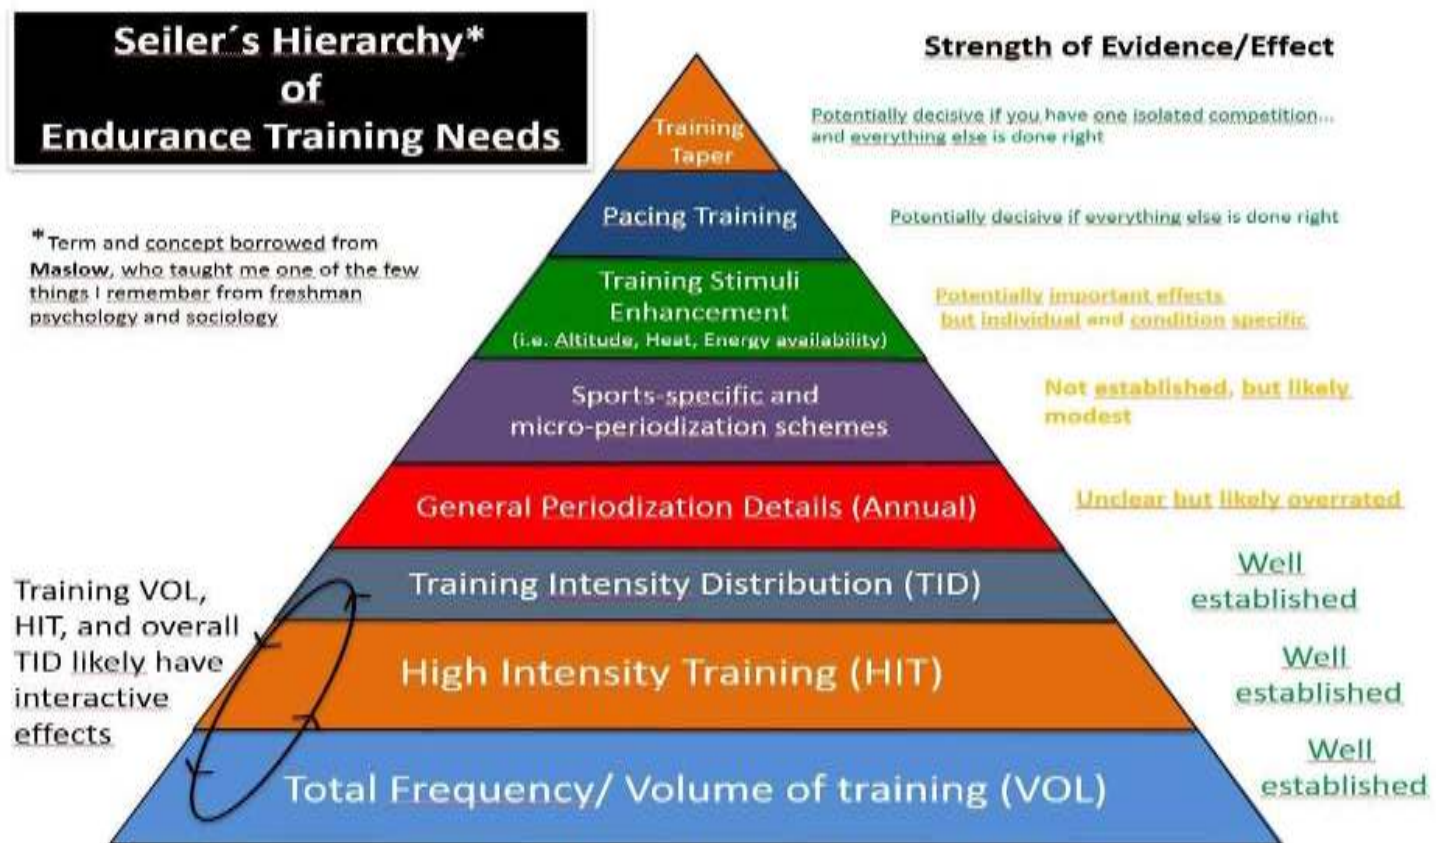 Seiler´s Hierarchy*
of
Endurance Training Needs
Strength of Evidence/Effect
*Term and concept borrowed from
Maslow, who taught me one of the few
things I remember from freshman
psychology and sociology
Training
Taper
Potentially decisive if you have one isolated competition...
and everything else is done right
Pacing Training
Potentially decisive if everything else is done right
Training Stimuli
Enhancement
(i.e. Altitude, Heat, Energy availability)
Potentially important effects
but individual and condition specific
Sports-specific and
micro-periodization schemes
Not established, but likely
modest
General Periodization Details (Annual)
Unclear but likely overrated
Training Intensity Distribution (TID)
Well
established
High Intensity Training (HIT)
Well
established
Total Frequency/ Volume of training (VOL)
Well
established
Training VOL,
HIT, and overall
TID likely have
interactive
effects